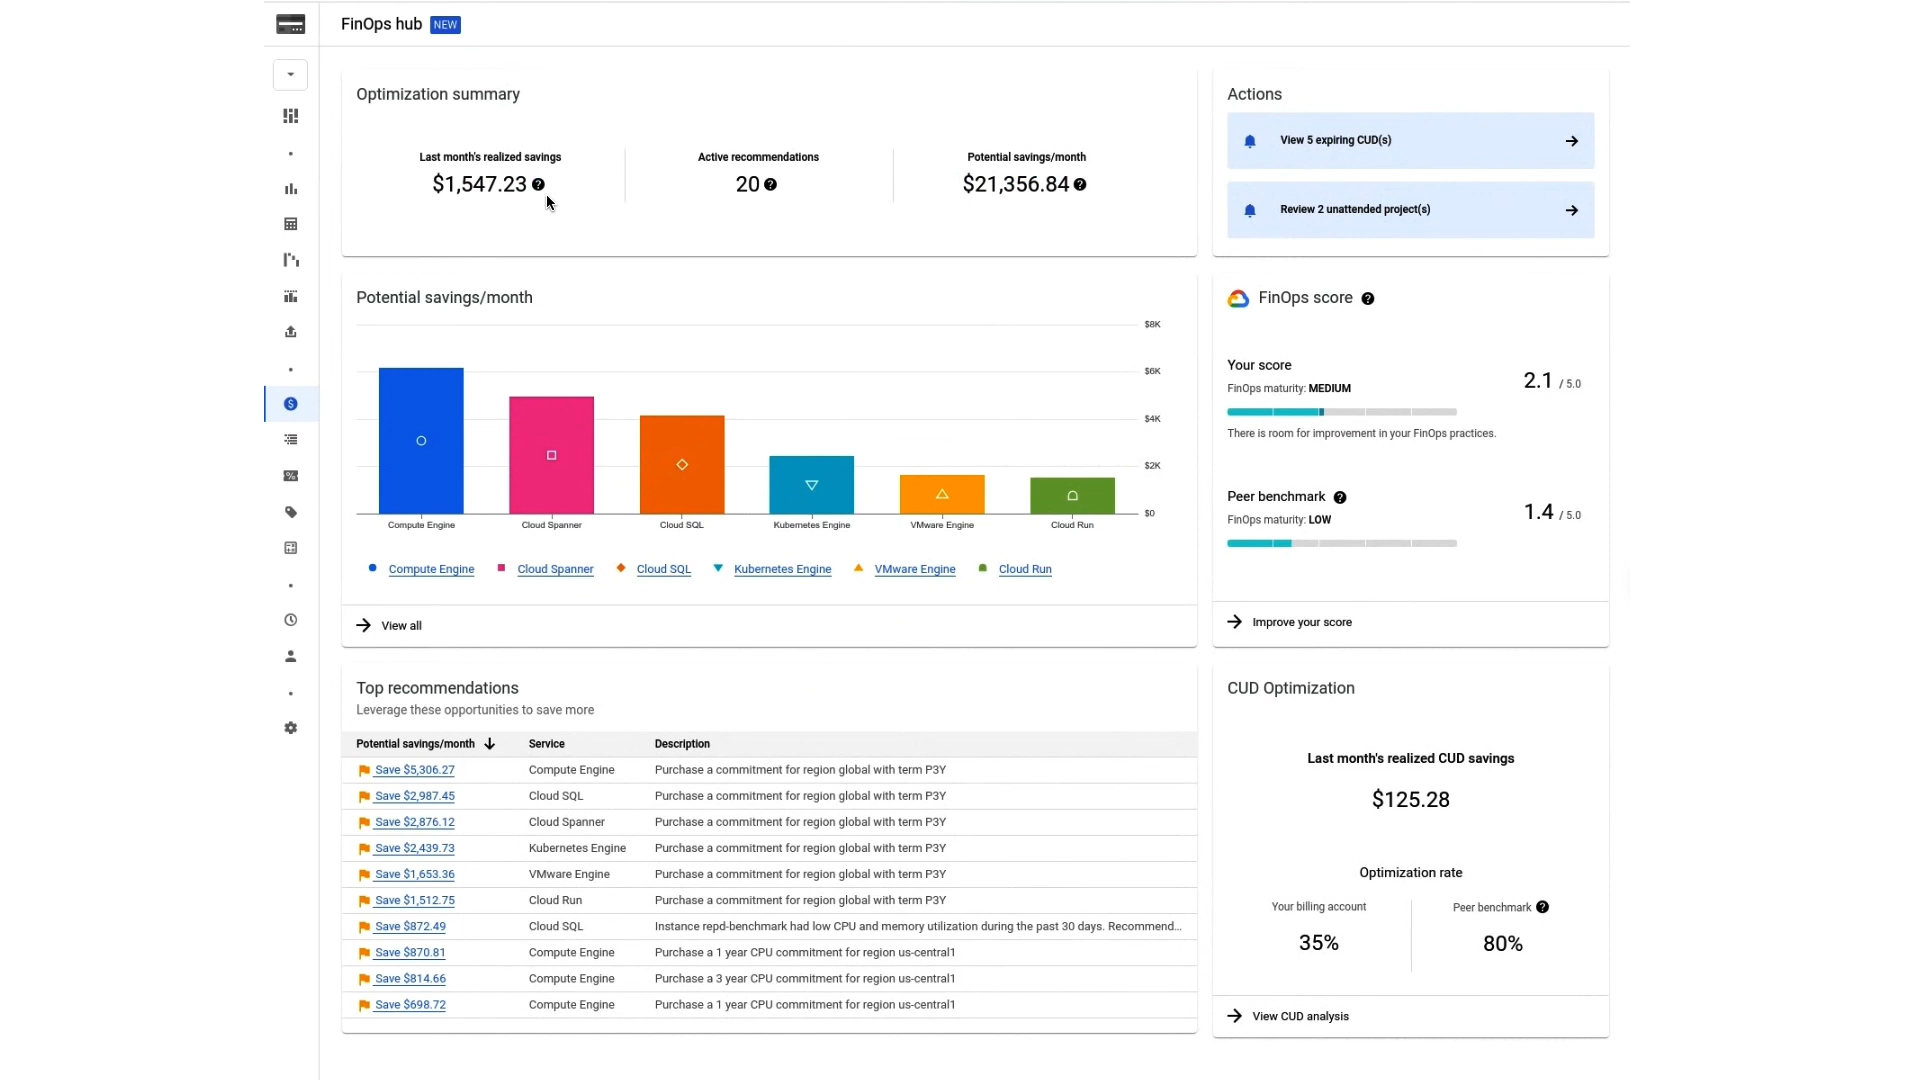 FinOps hub NEW
Optimization summary
Last month's realized savings
$1,547.23
Active recommendations
20
Potential savings/month
$21,356.84
Actions
View 5 expiring CUD(s)
Review 2 unattended project(s)
Potential savings/month
$8K
$6K
$4K
$2K
$0
Compute Engine Cloud Spanner Cloud SQL Kubernetes Engine VMware Engine Cloud Run
Compute Engine Cloud Spanner Cloud SQL Kubernetes Engine VMware Engine Cloud Run
View all
FinOps score
Your score
FinOps maturity: MEDIUM
2.1 / 5.0
There is room for improvement in your FinOps practices.
Peer benchmark
FinOps maturity: LOW
1.4 / 5.0
Improve your score
Top recommendations
Leverage these opportunities to save more
Potential savings/month Service Description
Save $5,306.27 Compute Engine Purchase a commitment for region global with term P3Y
Save $2,987.45 Cloud SQL Purchase a commitment for region global with term P3Y
Save $2,876.12 Cloud Spanner Purchase a commitment for region global with term P3Y
Save $2,439.73 Kubernetes Engine Purchase a commitment for region global with term P3Y
Save $1,653.36 VMware Engine Purchase a commitment for region global with term P3Y
Save $1,512.75 Cloud Run Purchase a commitment for region global with term P3Y
Save $872.49 Cloud SQL Instance repd-benchmark had low CPU and memory utilization during the past 30 days. Recommend...
Save $870.81 Compute Engine Purchase a 1 year CPU commitment for region us-central1
Save $814.66 Compute Engine Purchase a 3 year CPU commitment for region us-central1
Save $698.72 Compute Engine Purchase a 1 year CPU commitment for region us-central1
CUD Optimization
Last month's realized CUD savings
$125.28
Optimization rate
Your billing account
35%
Peer benchmark
80%
View CUD analysis